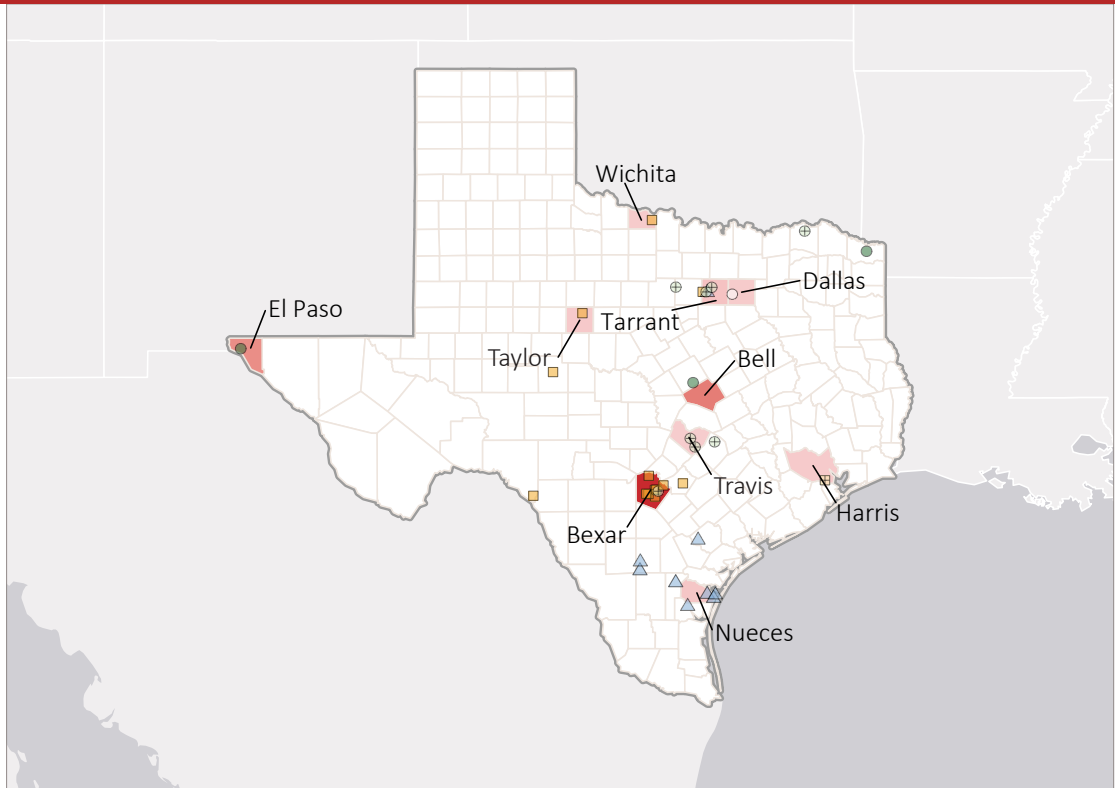 Wichita
Dallas
El Paso
Tarrant
Taylor
Bell
Travis
Harris
Bexar
Nueces